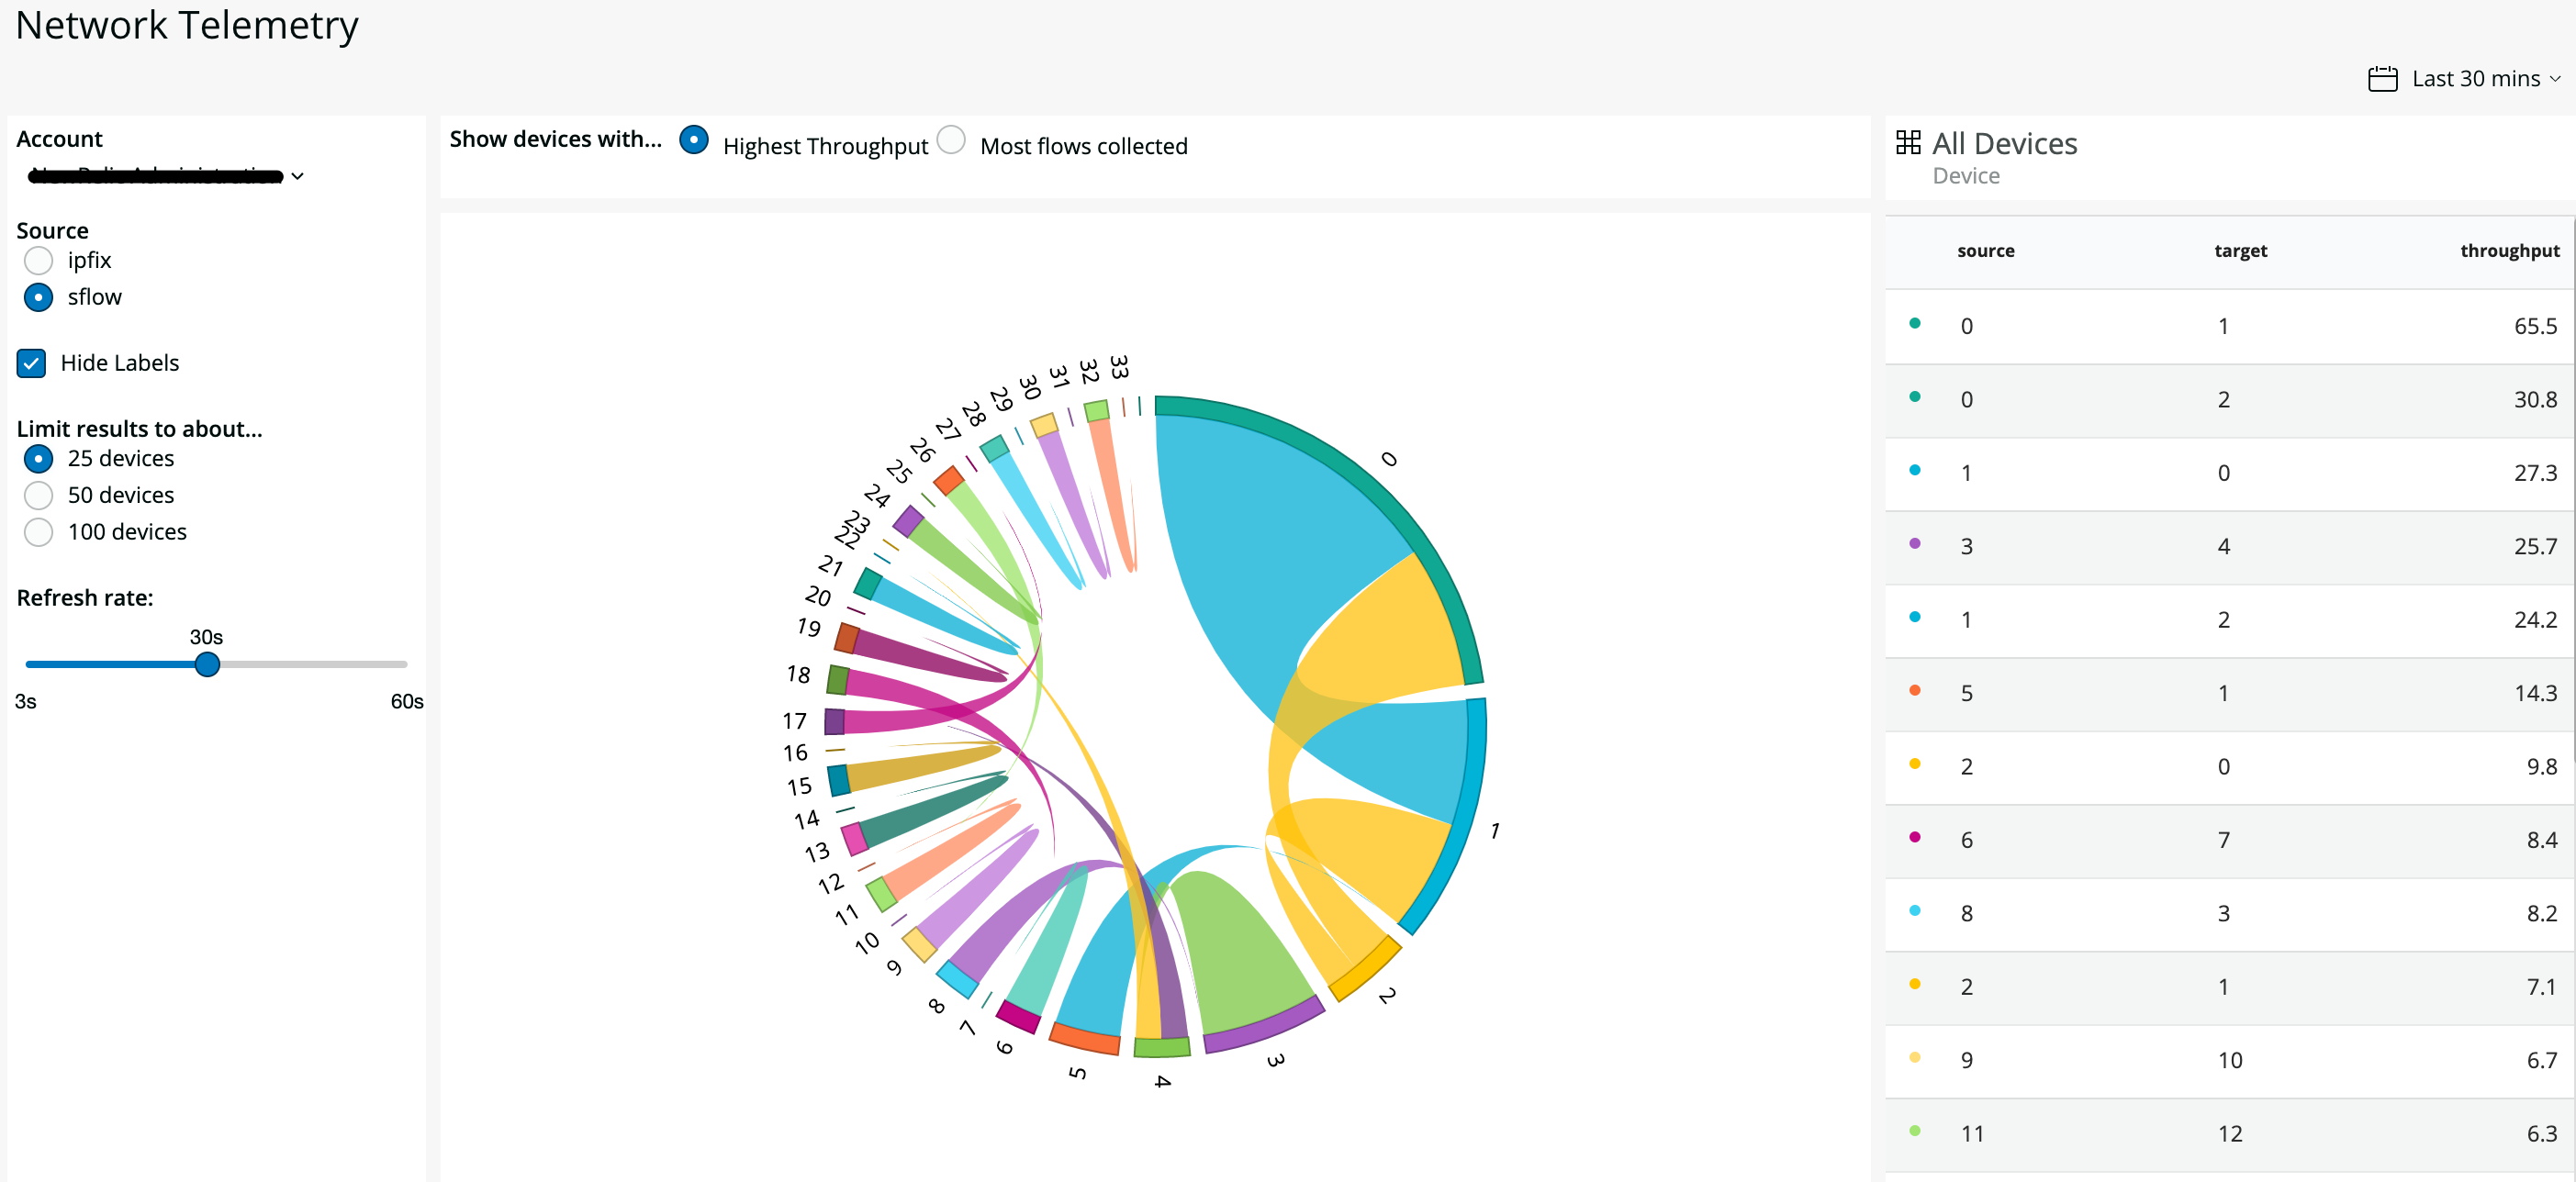 Network Telemetry
Last 30 mins
Account
Source
ipfix
sflow
Hide Labels
Limit results to about...
25 devices
50 devices
100 devices
Refresh rate:
30s
3s 60s
Show devices with... Highest Throughput Most flows collected
0
1
2
3
4
5
6
7
8
9
10
11
12
13
14
15
16
17
18
19
20
21
22
23
24
25
26
27
28
29
30
31
32
33
All Devices
Device
source target throughput
0 1 65.5
0 2 30.8
1 0 27.3
3 4 25.7
1 2 24.2
5 1 14.3
2 0 9.8
6 7 8.4
8 3 8.2
2 1 7.1
9 10 6.7
11 12 6.3